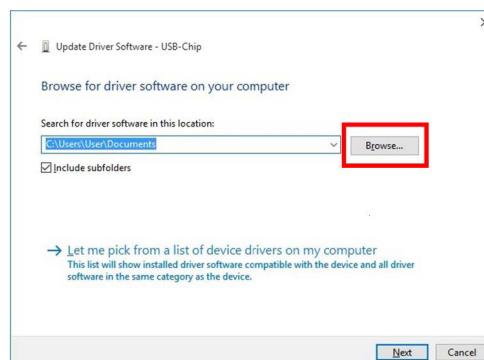 Update Driver Software - USB-Chip
Browse for driver software on your computer
Search for driver software in this location:
C:\Users\User\Documents
Browse...
Include subfolders
Let me pick from a list of device drivers on my computer
This list will show installed driver software compatible with the device and all driver
software in the same category as the device.
Next
Cancel